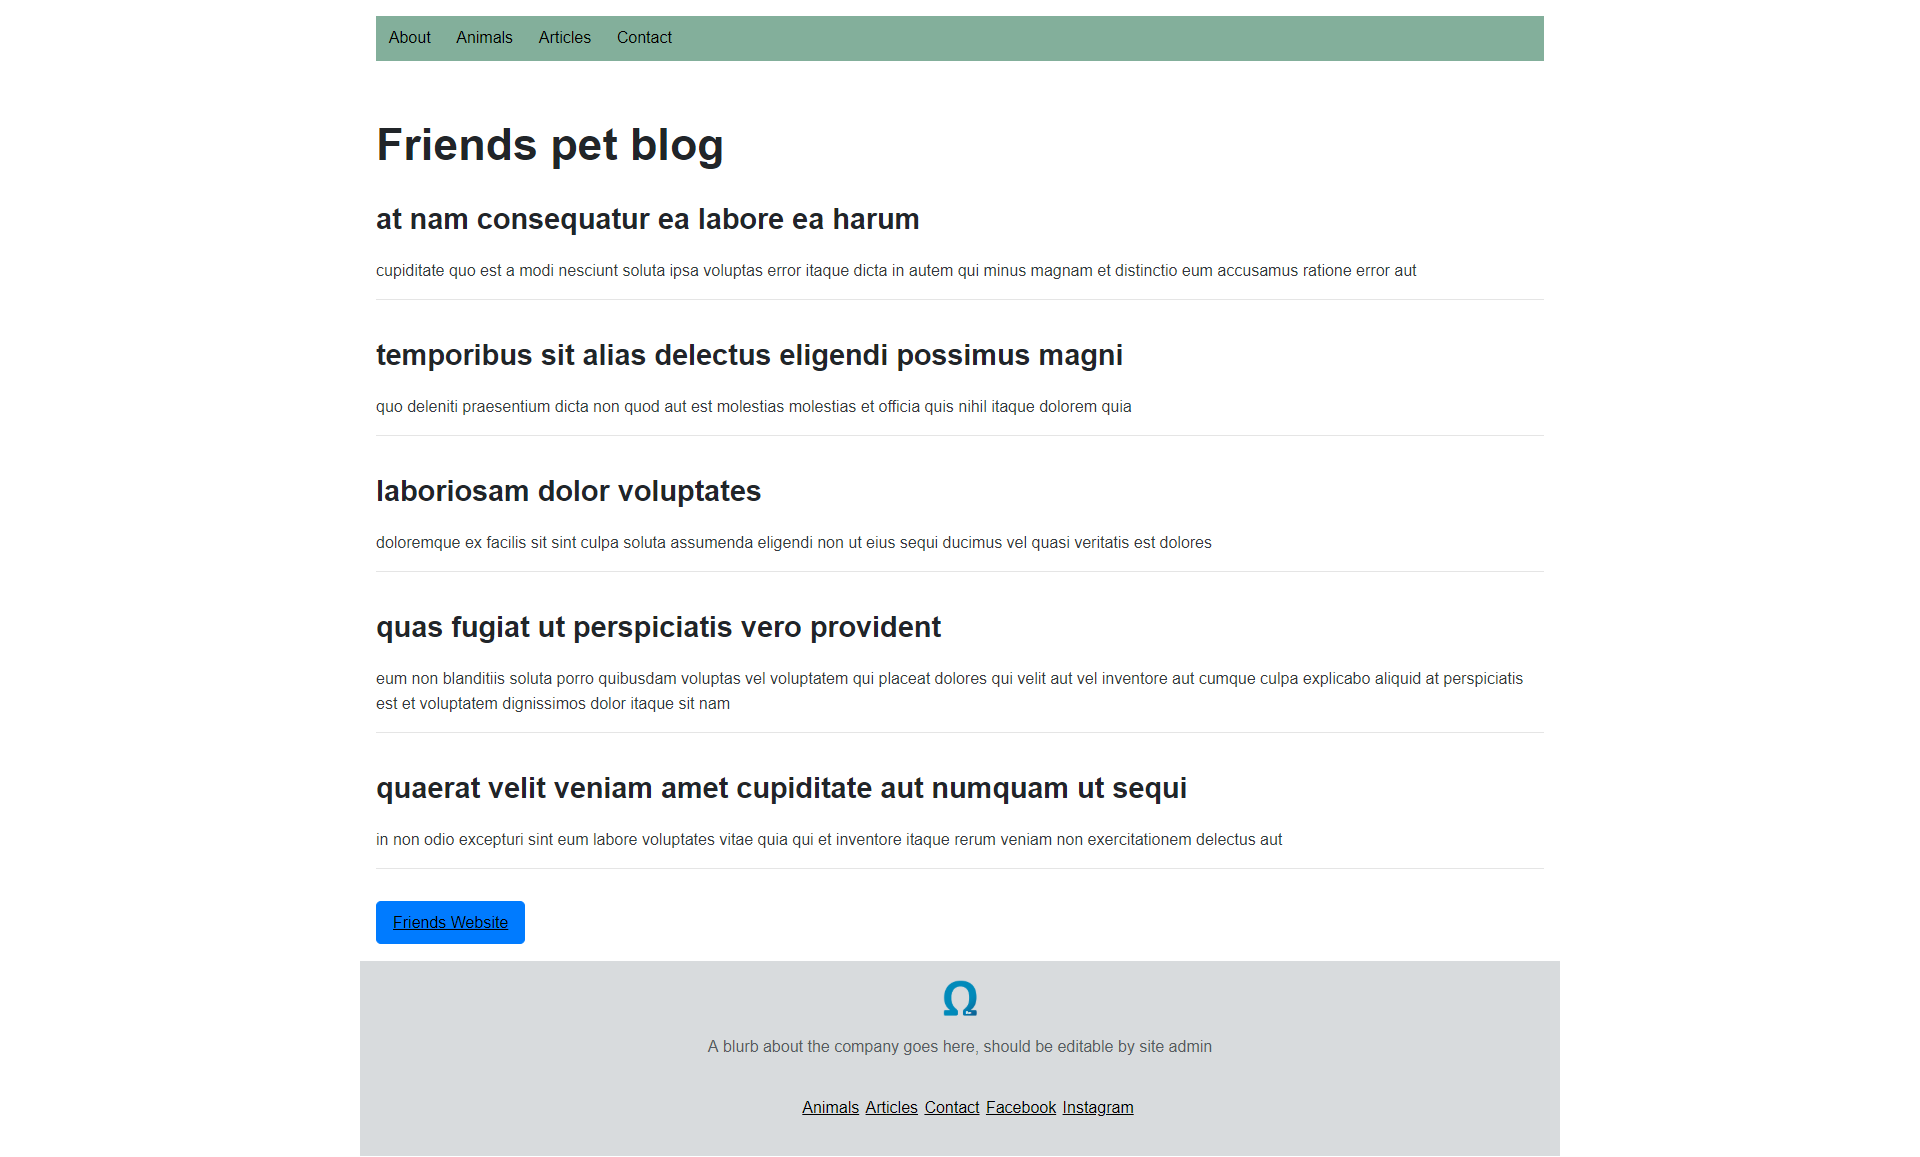 About Animals Articles Contact
Friends pet blog
at nam consequatur ea labore ea harum
cupiditate quo est a modi nesciunt soluta ipsa voluptas error itaque dicta in autem qui minus magnam et distinctio eum accusamus ratione error aut
temporibus sit alias delectus eligendi possimus magni
quo deleniti praesentium dicta non quod aut est molestias molestias et officia quis nihil itaque dolorem quia
laboriosam dolor voluptates
doloremque ex facilis sit sint culpa soluta assumenda eligendi non ut eius sequi ducimus vel quasi veritatis est dolores
quas fugiat ut perspiciatis vero provident
eum non blanditiis soluta porro quibusdam voluptas vel voluptatem qui placeat dolores qui velit aut vel inventore aut cumque culpa explicabo aliquid at perspiciatis
est et voluptatem dignissimos dolor itaque sit nam
quaerat velit veniam amet cupiditate aut numquam ut sequi
in non odio excepturi sint eum labore voluptates vitae quia qui et inventore itaque rerum veniam non exercitationem delectus aut
Friends Website
Ω
A blurb about the company goes here, should be editable by site admin
Animals Articles Contact Facebook Instagram